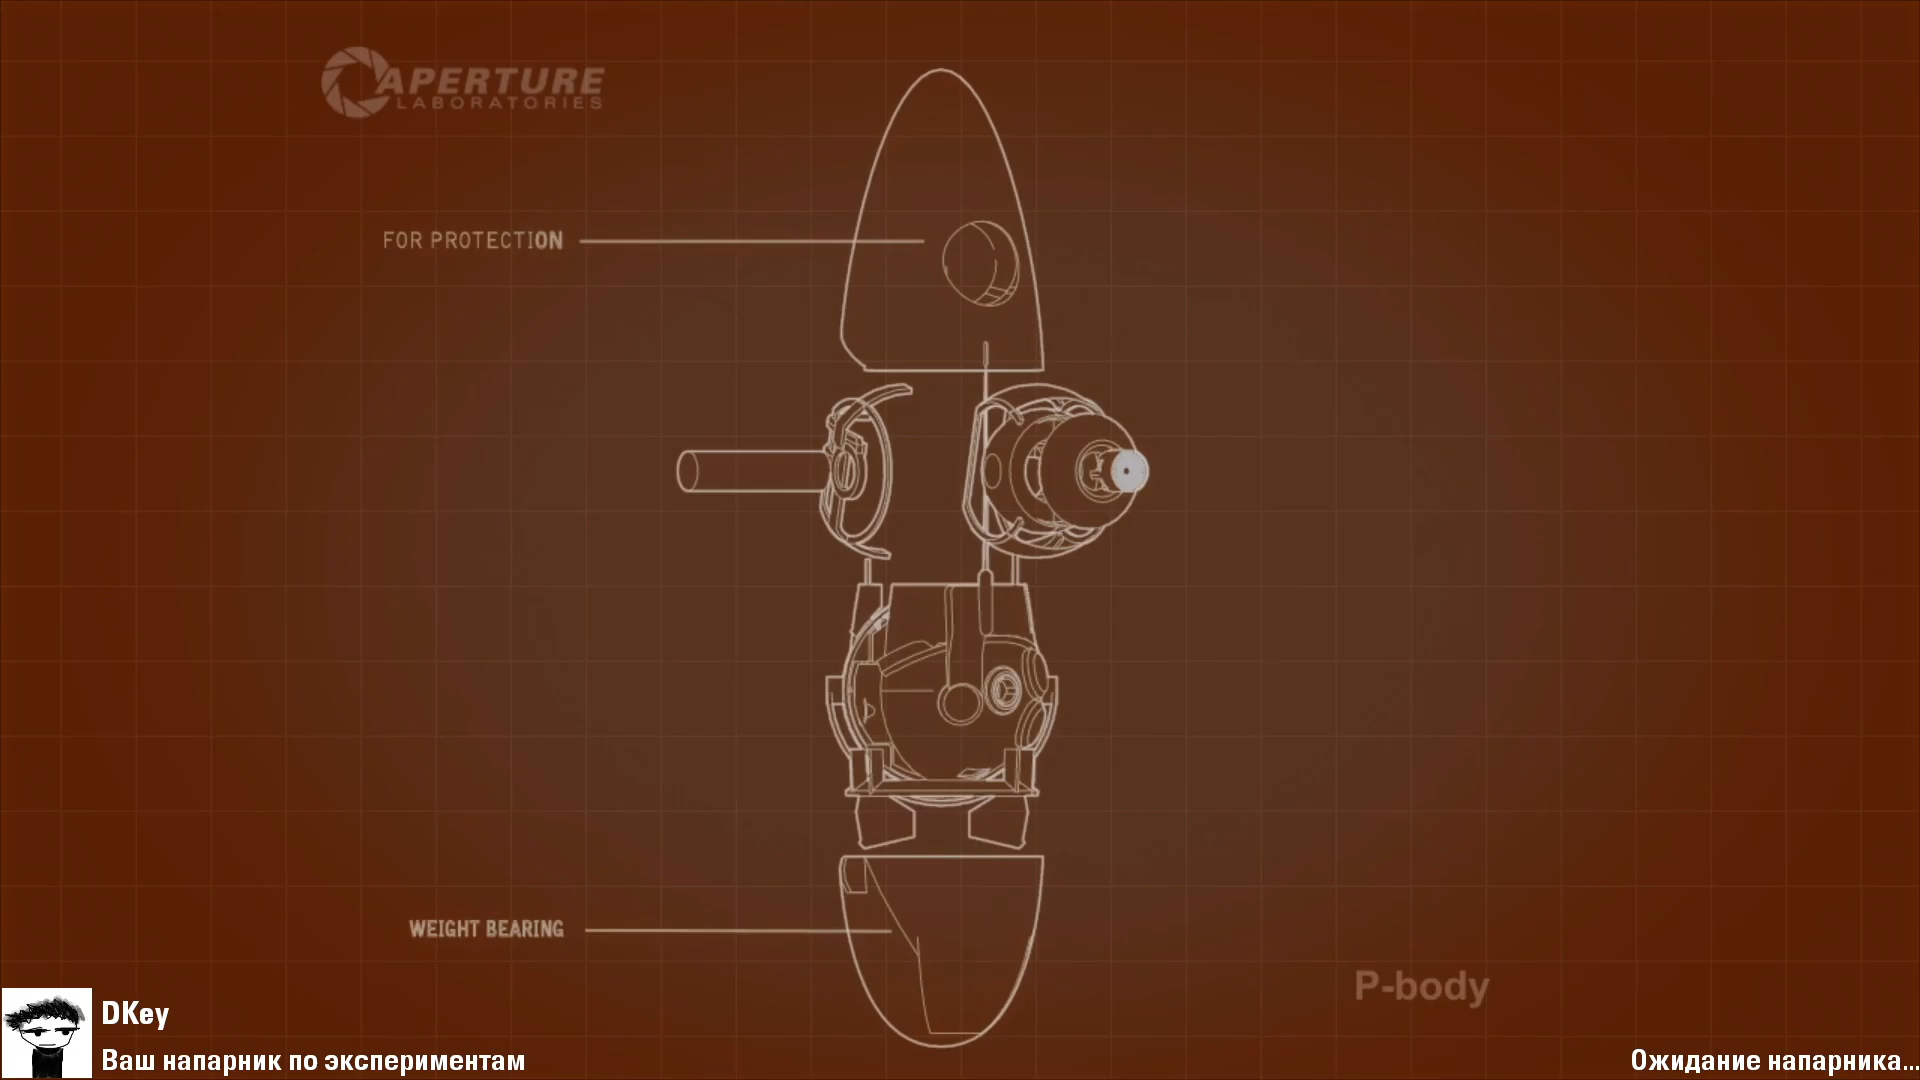 APERTURE
LABORATORIES
FOR PROTECTION
WEIGHT BEARING
P-body
DKey
Ваш напарник по экспериментам
Ожидание напарника...